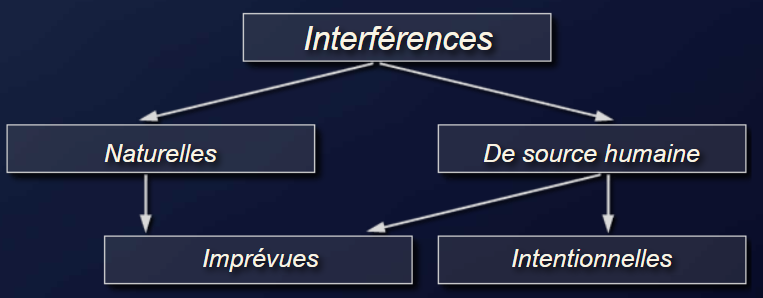 Interférences
Naturelles
De source humaine
Imprévues
Intentionnelles